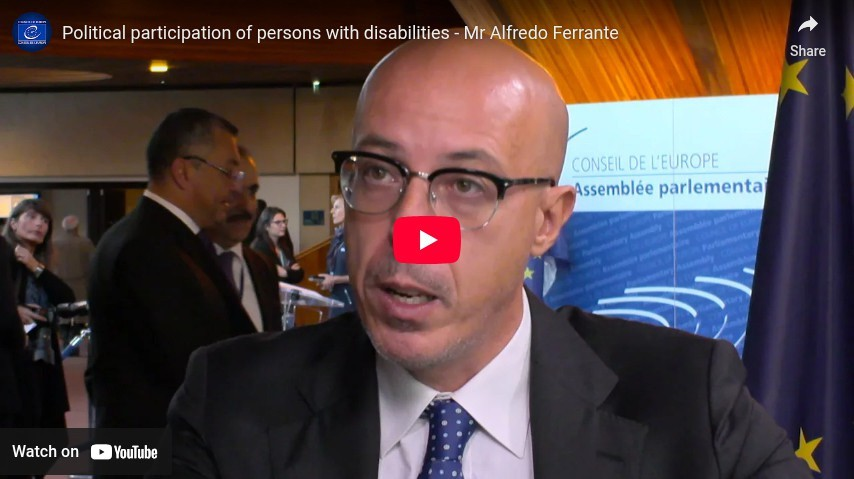 Political participation of persons with disabilities - Mr Alfredo Ferrante
Share
CONSEIL DE L'EUROPE
Assemblée parlementai
Watch on YouTube